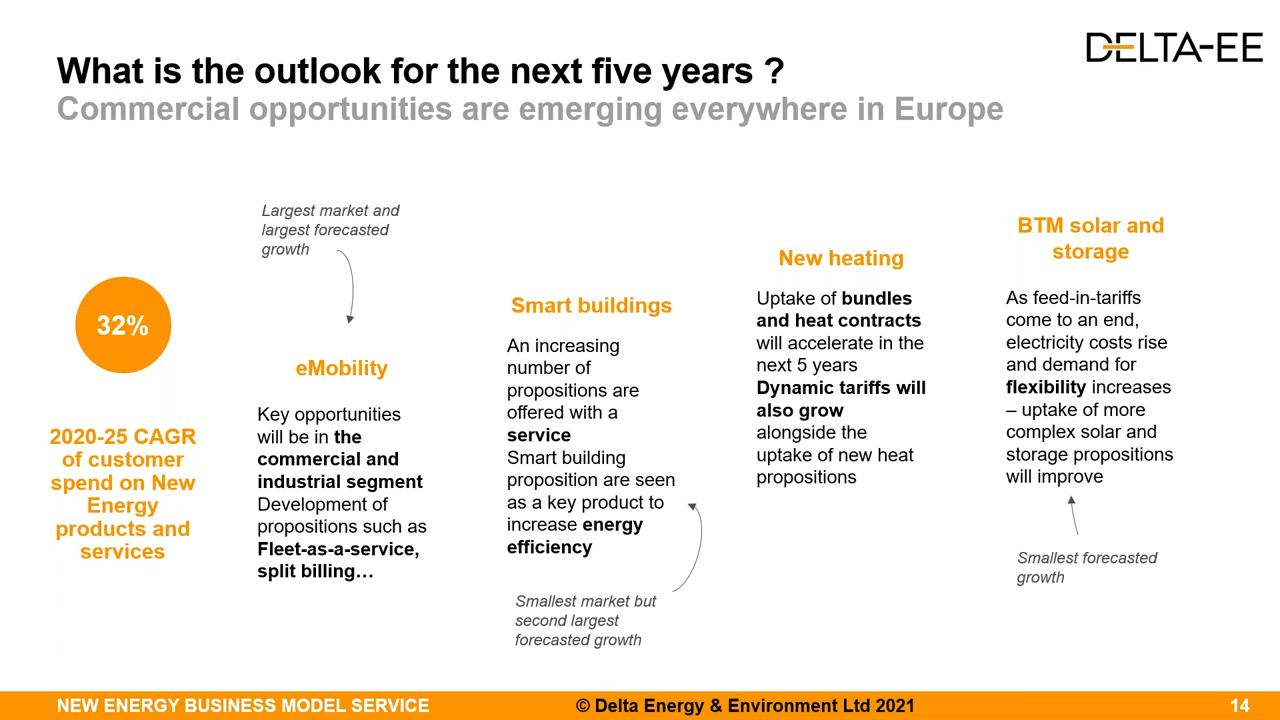 DELTA-EE
What is the outlook for the next five years ?
Commercial opportunities are emerging everywhere in Europe
32%
2020-25 CAGR
of customer
spend on New
Energy
products and
services
Largest market and
largest forecasted
growth
eMobility
Key opportunities
will be in the
commercial and
industrial segment
Development of
propositions such as
Fleet-as-a-service,
split billing…
Smart buildings
An increasing
number of
propositions are
offered with a
service
Smart building
proposition are seen
as a key product to
increase energy
efficiency
Smallest market but
second largest
forecasted growth
New heating
Uptake of bundles
and heat contracts
will accelerate in the
next 5 years
Dynamic tariffs will
also grow
alongside the
uptake of new heat
propositions
BTM solar and
storage
As feed-in-tariffs
come to an end,
electricity costs rise
and demand for
flexibility increases
– uptake of more
complex solar and
storage propositions
will improve
Smallest forecasted
growth
NEW ENERGY BUSINESS MODEL SERVICE
© Delta Energy & Environment Ltd 2021
14